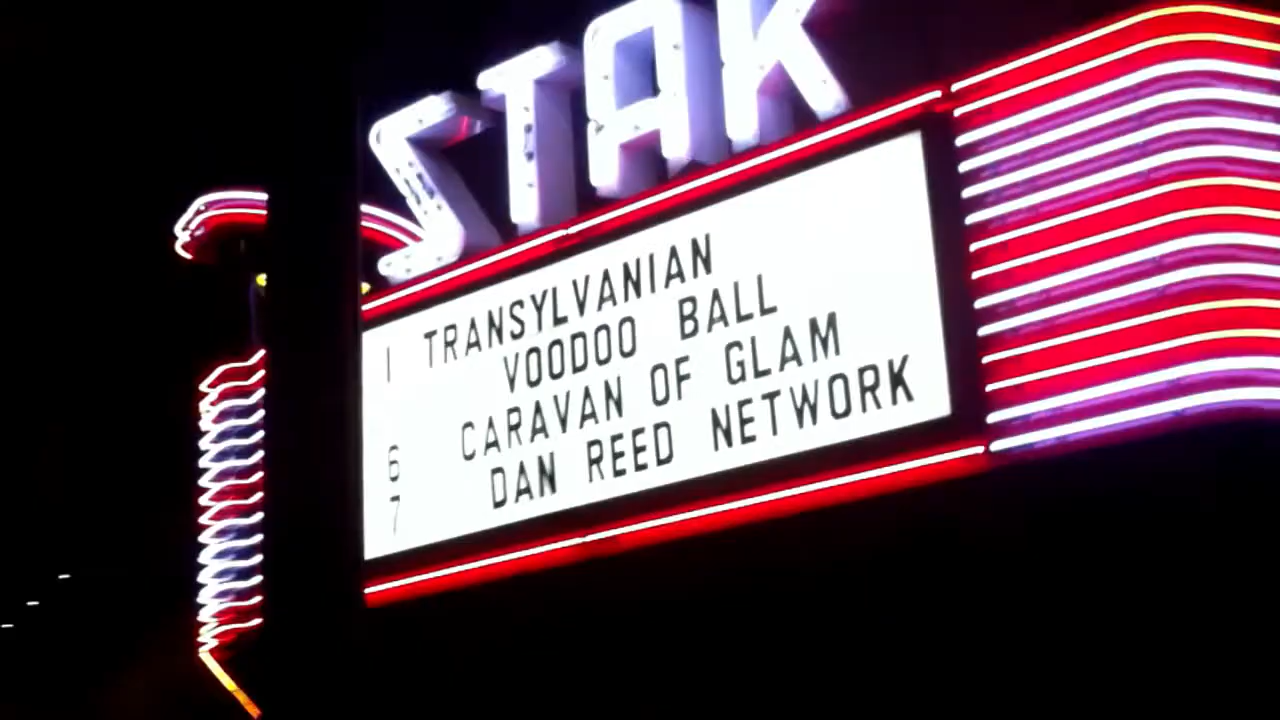 STAR
1 TRANSYLVANIAN
VOODOO BALL
6 CARAVAN OF GLAM
7 DAN REED NETWORK